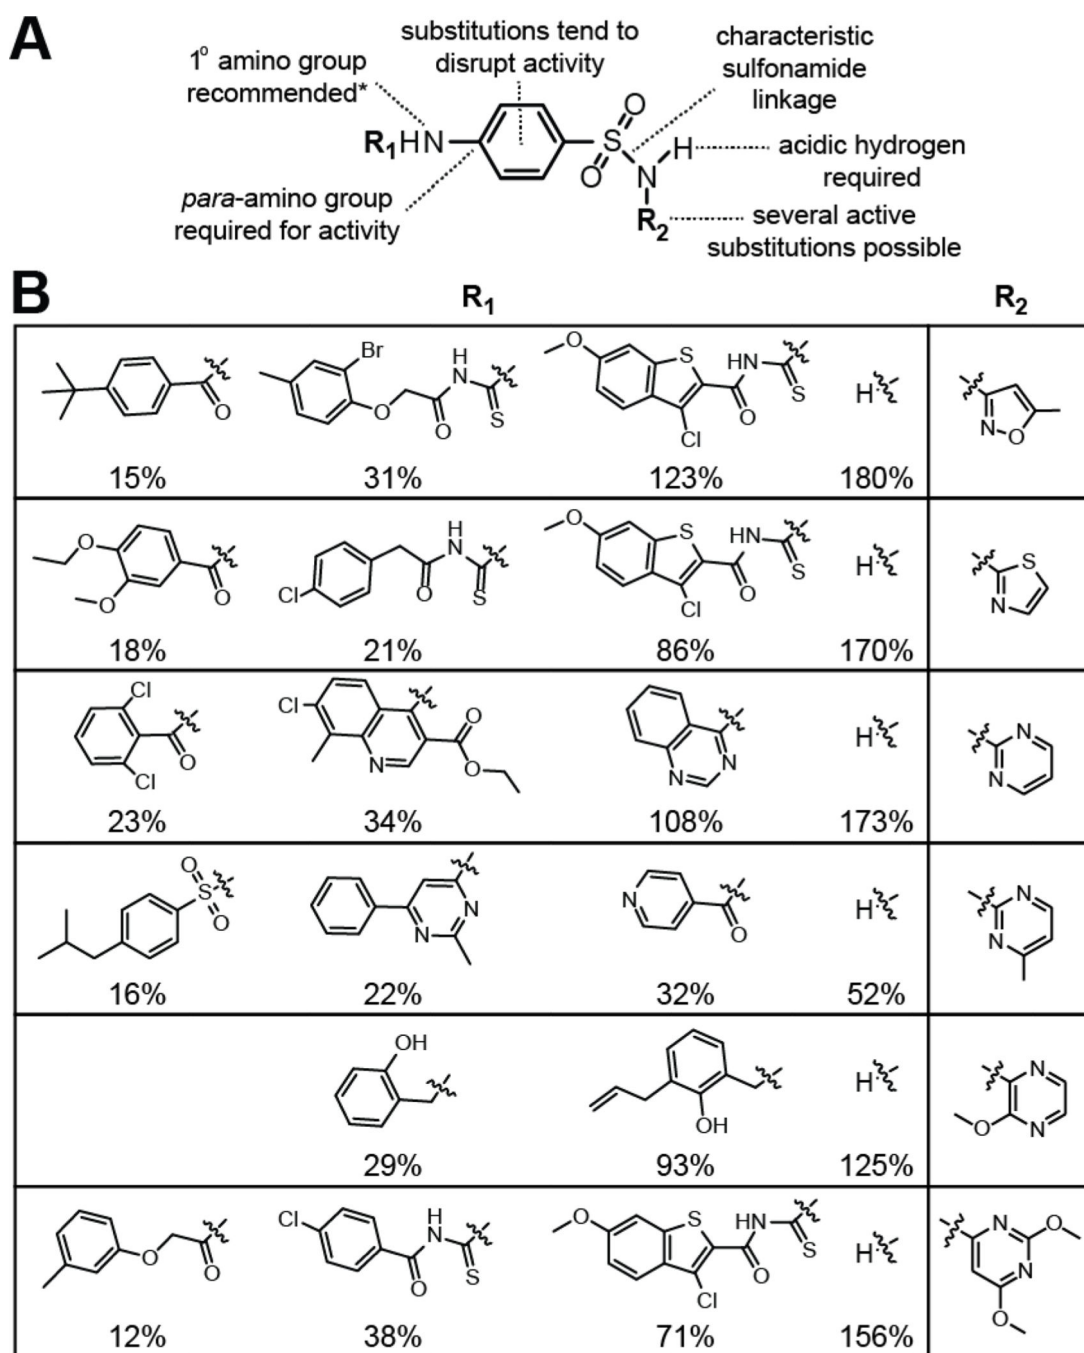 A
1° amino group
recommended*
substitutions tend to
disrupt activity
characteristic
sulfonamide
linkage
R1HN
S
O
O
H
N
R2
acidic hydrogen
required
para-amino group
required for activity
several active
substitutions possible
B
R1
R2
O
Br
O
O
H
N
S
O
S
Cl
O
HN
S
H
N
O
15%
31%
123%
180%
O
O
O
Cl
O
H
N
S
O
S
Cl
O
HN
S
H
S
N
18%
21%
86%
170%
Cl
Cl
O
Cl
N
O
O
N
N
H
N
N
23%
34%
108%
173%
O
S
O
N
N
N
O
H
N
N
16%
22%
32%
52%
OH
OH
H
N
N
O
29%
93%
125%
O
O
Cl
O
H
N
S
O
S
Cl
O
HN
S
H
N
N
O
O
12%
38%
71%
156%